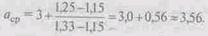 a_ср = 3 + (1,25-1,15)/(1,33-1,15) = 3,0 + 0,56 = 3,56.